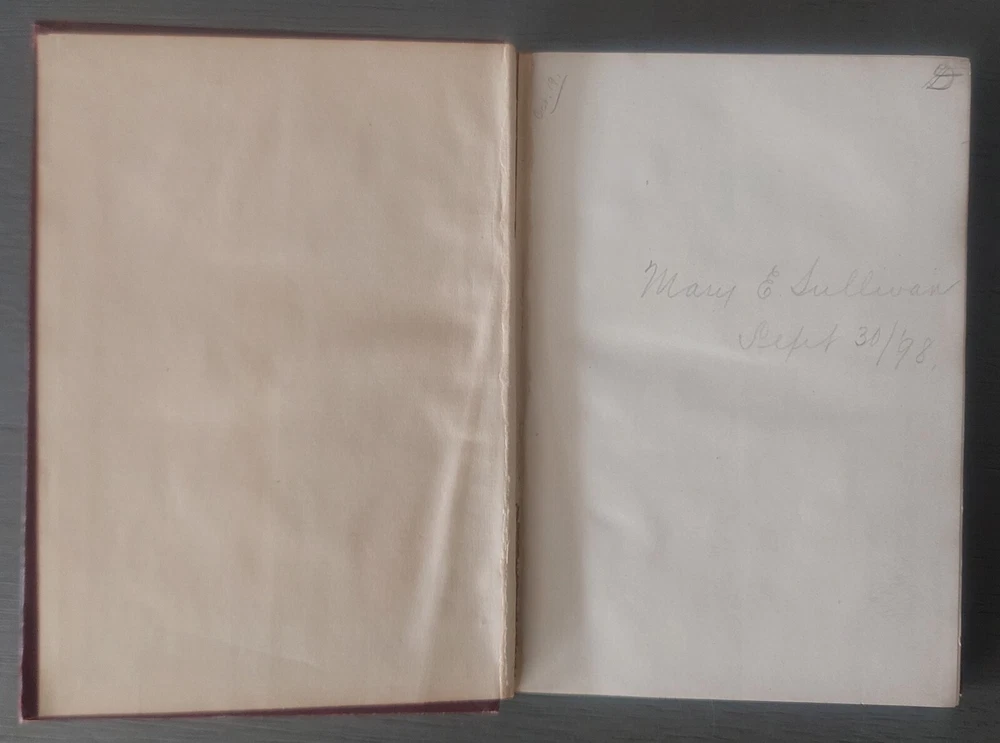 Mary E Sullivan
Sept 30/98.